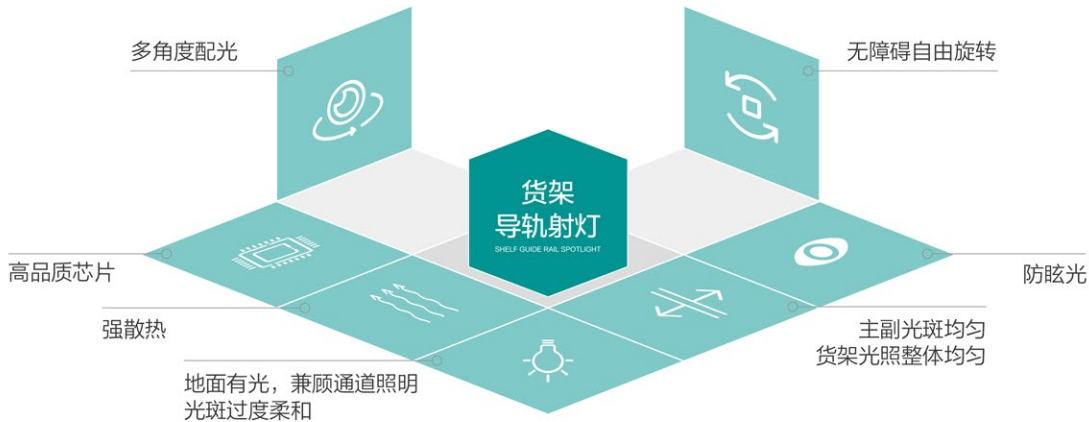 多角度配光
无障碍自由旋转
货架
导轨射灯
SHELF GUIDE RAIL SPOTLIGHT
高品质芯片
防眩光
强散热
主副光斑均匀
货架光照整体均匀
地面有光，兼顾通道照明
光斑过度柔和